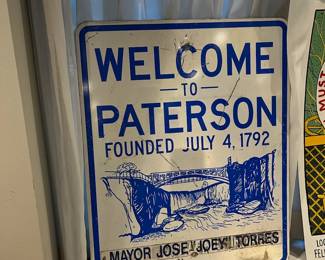 WELCOME
TO
PATERSON
FOUNDED JULY 4, 1792
MAYOR JOSE "JOEY" TORRES